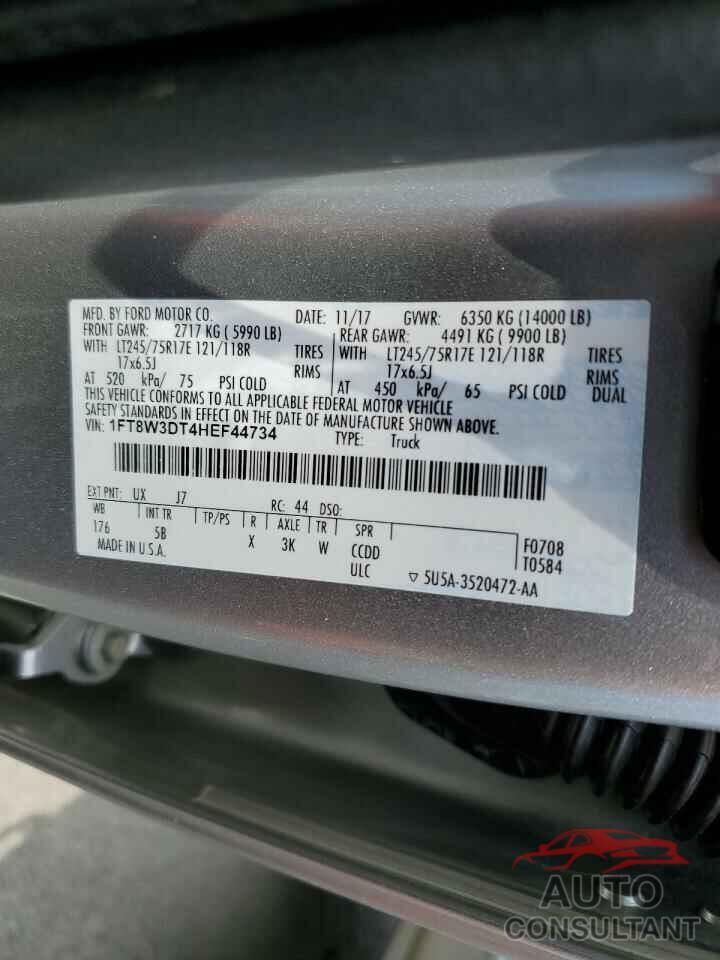 MFD. BY FORD MOTOR CO. DATE: 11/17 GVWR: 6350 KG (14000 LB)
FRONT GAWR: 2717 KG ( 5990 LB) REAR GAWR: 4491 KG ( 9900 LB)
WITH LT245/75R17E 121/118R TIRES WITH LT245/75R17E 121/118R TIRES
17x6.5J RIMS 17x6.5J RIMS
AT 520 kPa/ 75 PSI COLD AT 450 kPa/ 65 PSI COLD DUAL
THIS VEHICLE CONFORMS TO ALL APPLICABLE FEDERAL MOTOR VEHICLE
SAFETY STANDARDS IN EFFECT ON THE DATE OF MANUFACTURE SHOWN ABOVE.
VIN: 1FT8W3DT4HEF44734 TYPE: Truck
EXT PNT: UX J7 RC: 44 DSO:
WB INT TR TP/PS R AXLE TR SPR F0708
176 5B X 3K W CCDD T0584
MADE IN U.S.A. ULC ▽ 5U5A-3520472-AA
AUTO
CONSULTANT